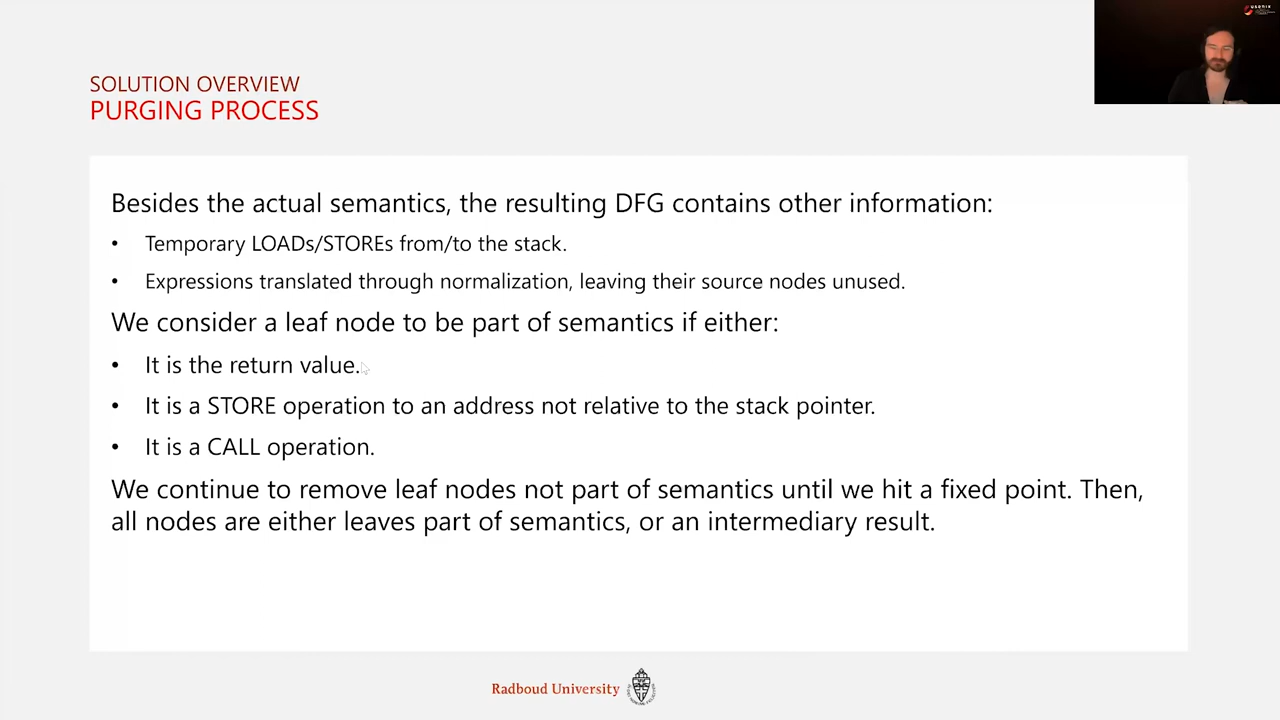 SOLUTION OVERVIEW
PURGING PROCESS
usenix
Besides the actual semantics, the resulting DFG contains other information:
• Temporary LOADs/STOREs from/to the stack.
• Expressions translated through normalization, leaving their source nodes unused.
We consider a leaf node to be part of semantics if either:
• It is the return value.
• It is a STORE operation to an address not relative to the stack pointer.
• It is a CALL operation.
We continue to remove leaf nodes not part of semantics until we hit a fixed point. Then,
all nodes are either leaves part of semantics, or an intermediary result.
Radboud University